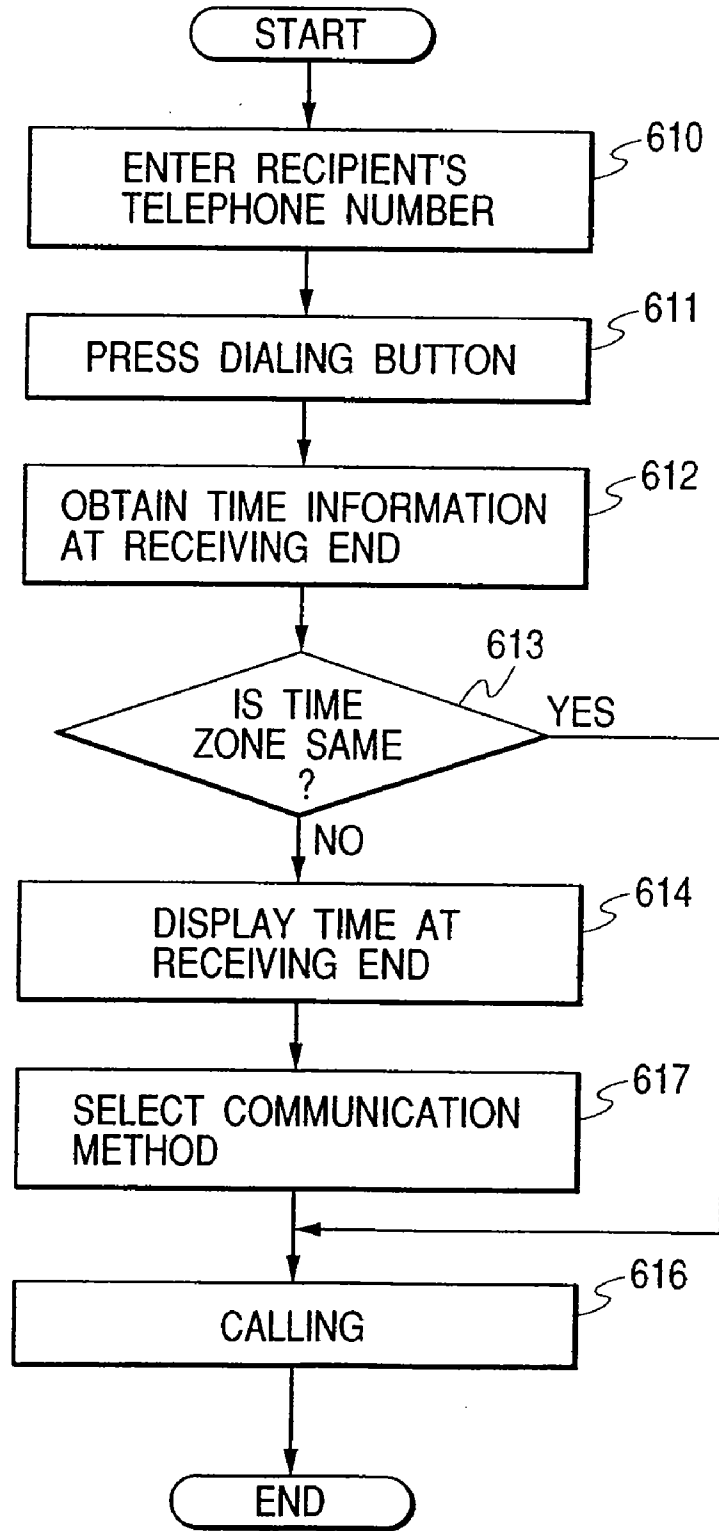 START
ENTER RECIPIENT'S
TELEPHONE NUMBER
610
PRESS DIALING BUTTON
611
OBTAIN TIME INFORMATION
AT RECEIVING END
612
IS TIME
ZONE SAME
?
613
YES
NO
DISPLAY TIME AT
RECEIVING END
614
SELECT COMMUNICATION
METHOD
617
CALLING
616
END